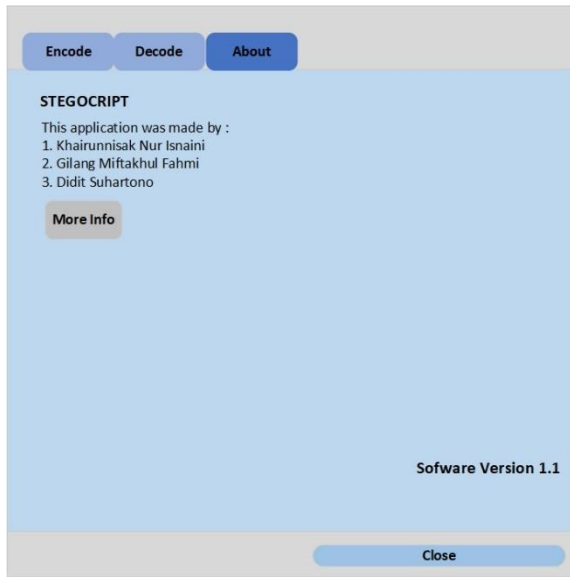 Encode Decode About
STEGOCRIPT
This application was made by :
1. Khairunnisak Nur Isnaini
2. Gilang Miftakhul Fahmi
3. Didit Suhartono
More Info
Sofware Version 1.1
Close